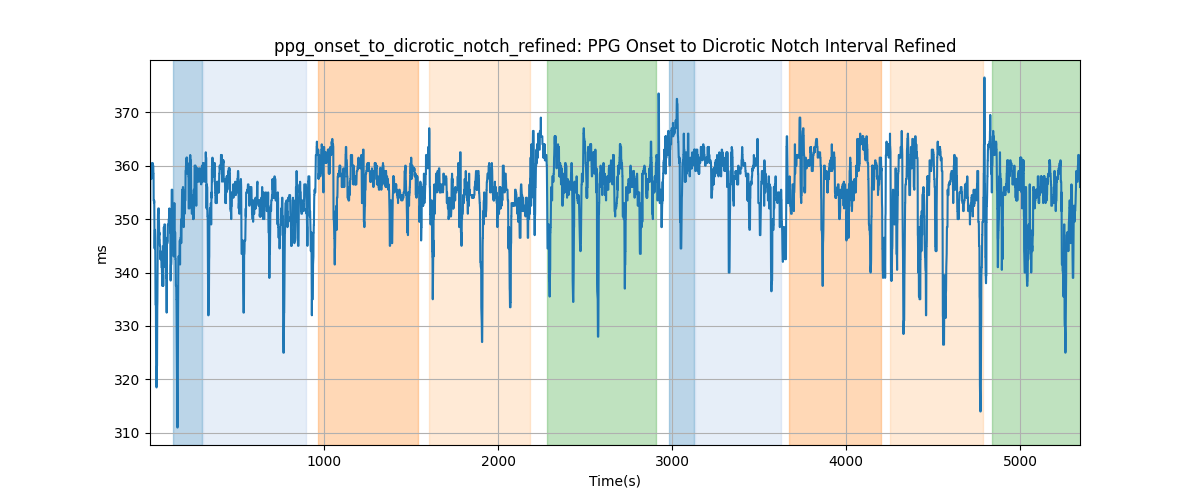 ppg_onset_to_dicrotic_notch_refined: PPG Onset to Dicrotic Notch Interval Refined
370
360
350
340
330
320
310
ms
1000 2000 3000 4000 5000
Time(s)